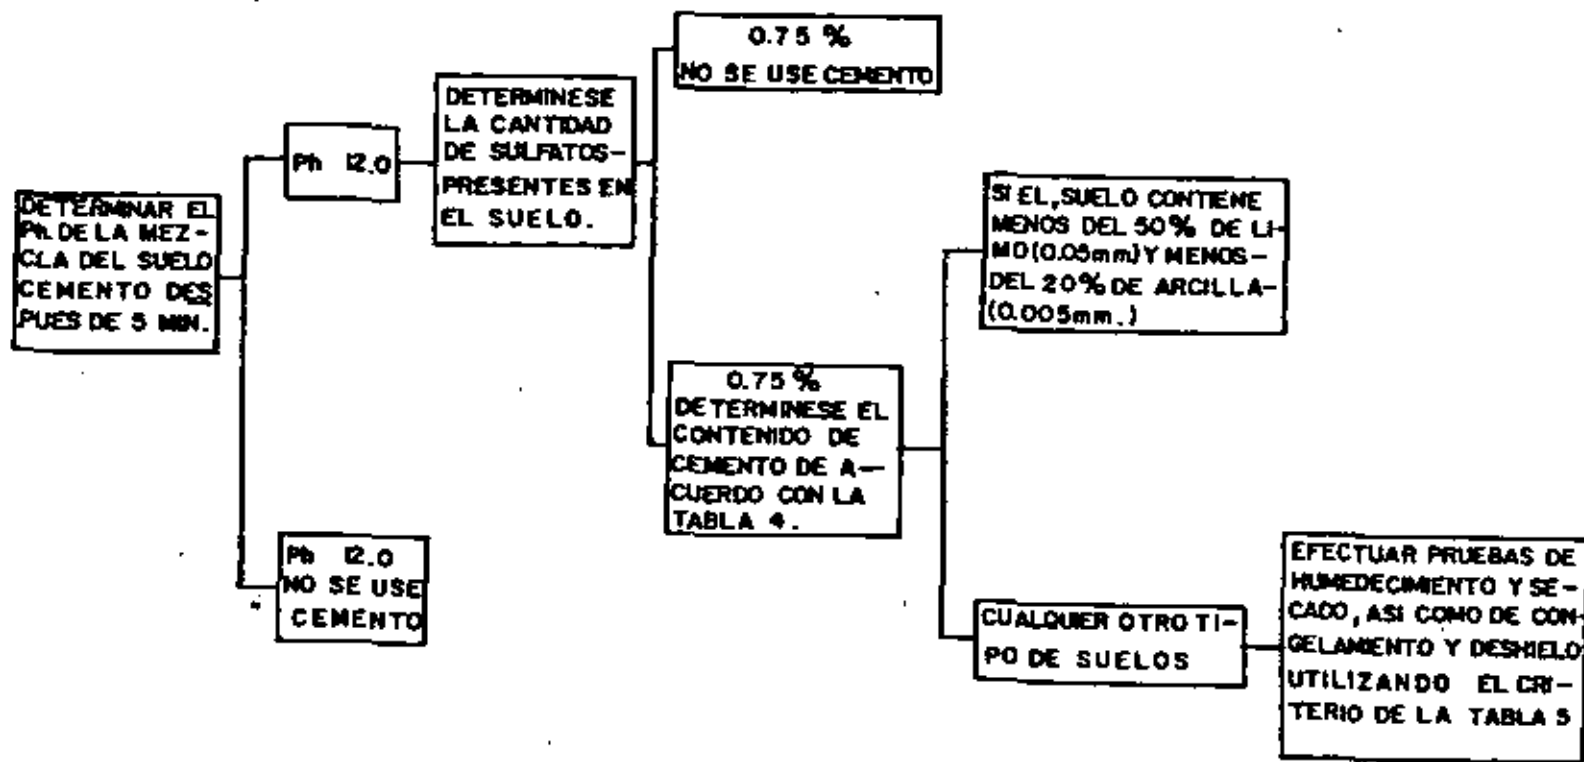 DETERMINAR EL
Ph. DE LA MEZ-
CLA DEL SUELO
CEMENTO DES
PUES DE 5 MIN.
Ph 12.0
DETERMINESE
LA CANTIDAD
DE SULFATOS-
PRESENTES EN
EL SUELO.
0.75 %
NO SE USE CEMENTO
SI EL, SUELO CONTIENE
MENOS DEL 50% DE LI-
MO (0.05mm) Y MENOS-
DEL 20% DE ARCILLA-
(0.005mm.)
0.75 %
DETERMINESE EL
CONTENIDO DE
CEMENTO DE A-
CUERDO CON LA
TABLA 4.
Ph 12.0
NO SE USE
CEMENTO
CUALQUIER OTRO TI-
PO DE SUELOS
EFECTUAR PRUEBAS DE
HUMEDECIMIENTO Y SE-
CADO, ASI COMO DE CON-
GELAMIENTO Y DESHIELO
UTILIZANDO EL CRI-
TERIO DE LA TABLA 5